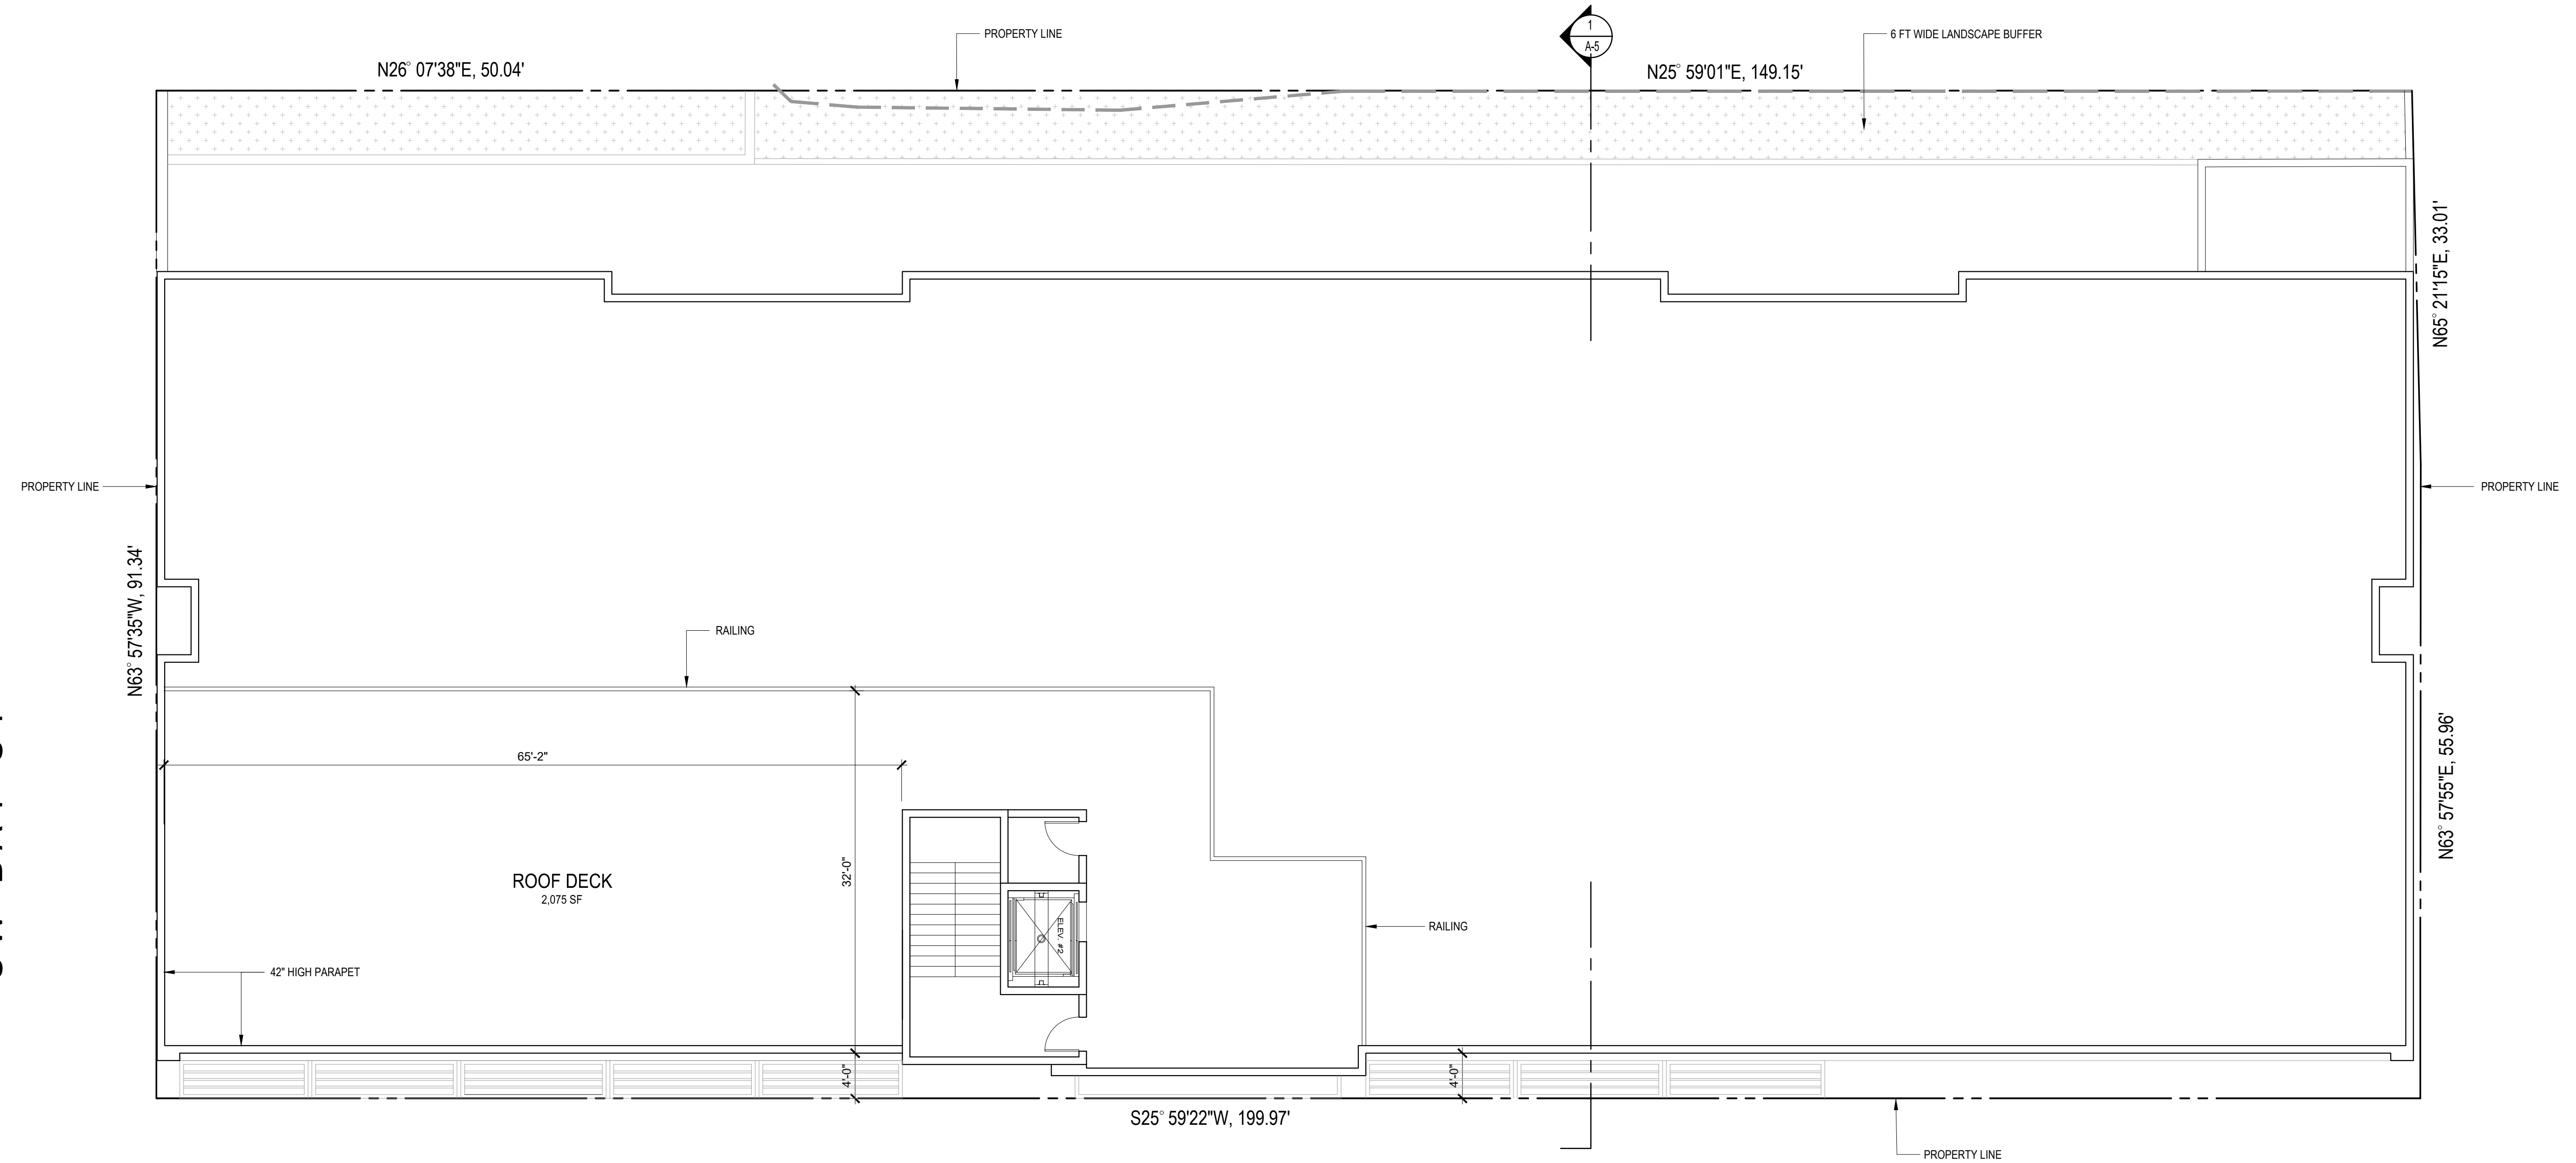 PROPERTY LINE
1
A-5
6 FT WIDE LANDSCAPE BUFFER
N26° 07'38"E, 50.04'
N25° 59'01"E, 149.15'
N65° 21'15"E, 33.01'
PROPERTY LINE
PROPERTY LINE
N63° 57'35"W, 91.34'
RAILING
65'-2"
N63° 57'55"E, 55.96'
32'-0"
ROOF DECK
2,075 SF
ELEV. #2
RAILING
42" HIGH PARAPET
4'-0"
4'-0"
S25° 59'22"W, 199.97'
PROPERTY LINE